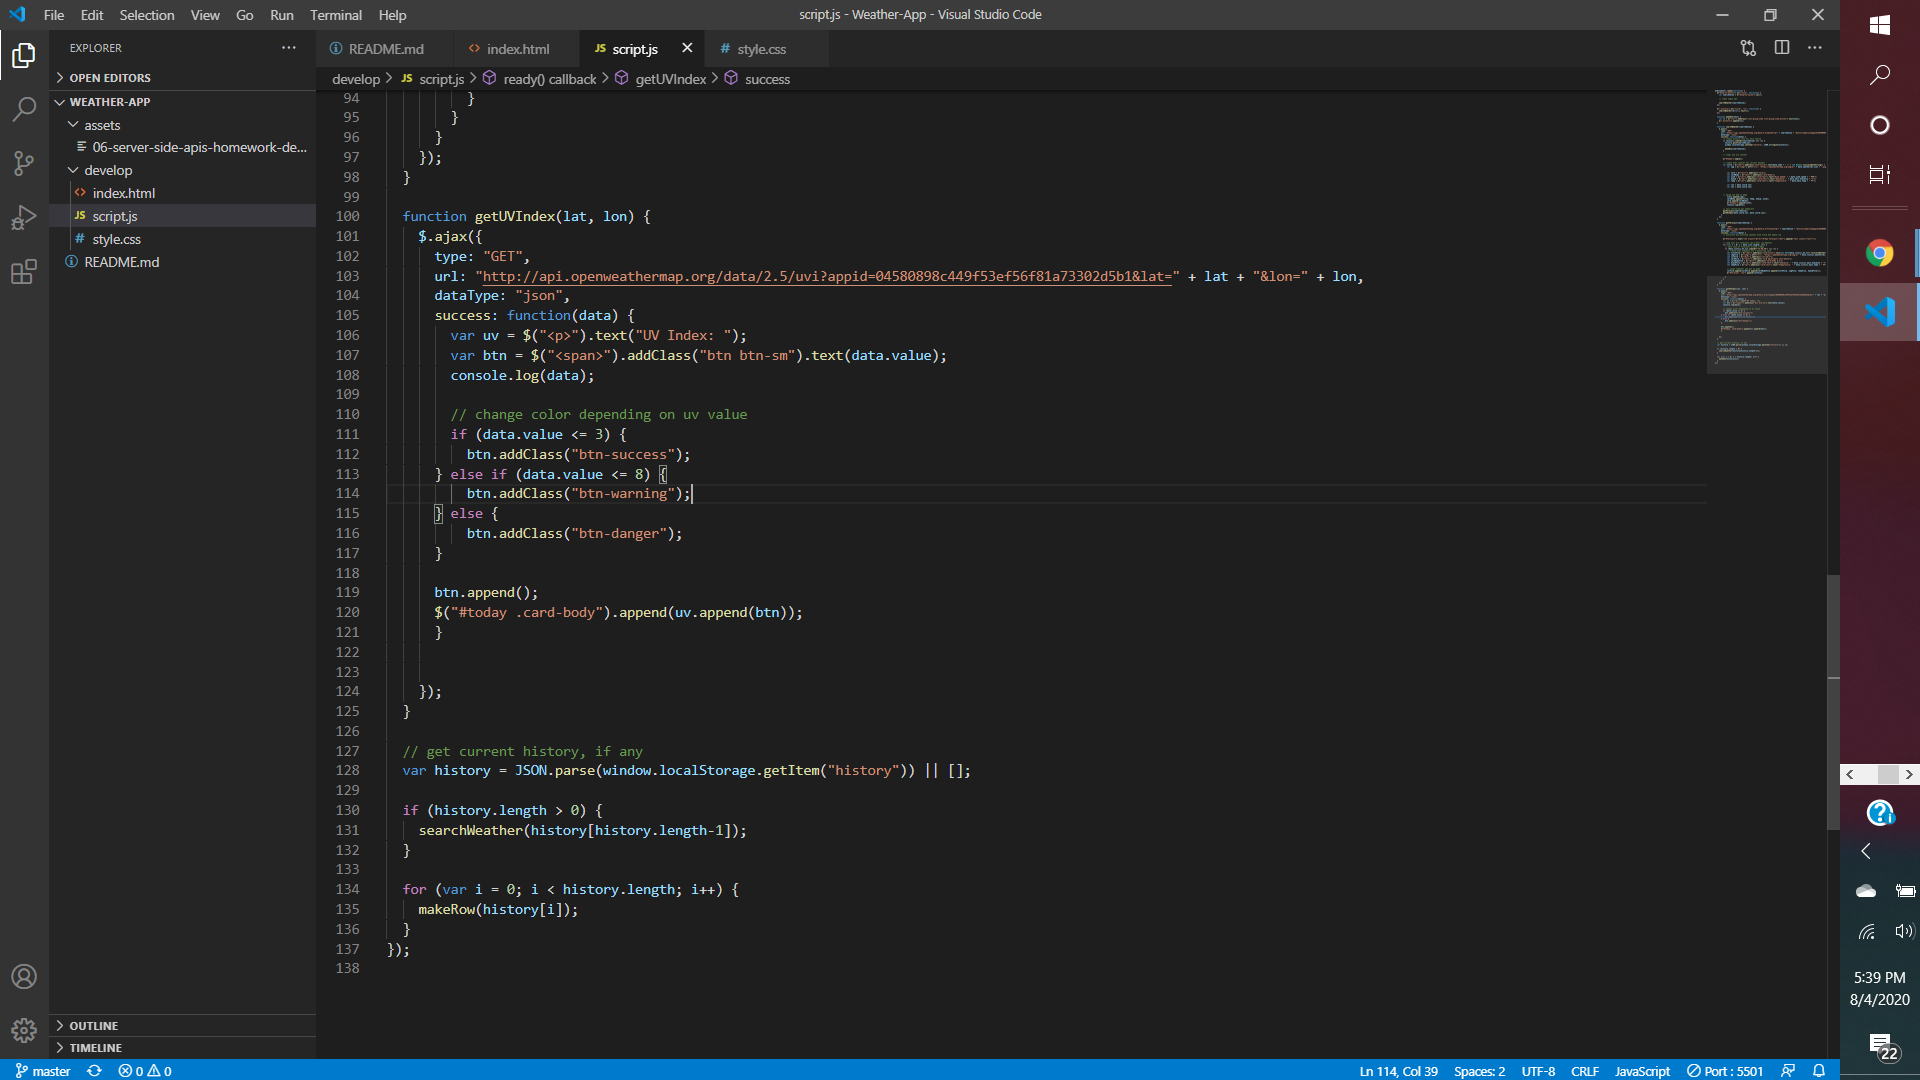 File Edit Selection View Go Run Terminal Help
script.js - Weather-App - Visual Studio Code
EXPLORER
OPEN EDITORS
WEATHER-APP
assets
06-server-side-apis-homework-de...
develop
index.html
script.js
style.css
README.md
OUTLINE
TIMELINE
README.md index.html JS script.js style.css
develop > JS script.js > ready() callback > getUVIndex > success
94 }
95 }
96 }
97 });
98 }
99
100 function getUVIndex(lat, lon) {
101 $.ajax({
102 type: "GET",
103 url: "http://api.openweathermap.org/data/2.5/uvi?appid=04580898c449f53ef56f81a73302d5b1&lat=" + lat + "&lon=" + lon,
104 dataType: "json",
105 success: function(data) {
106 var uv = $("<p>").text("UV Index: ");
107 var btn = $("<span>").addClass("btn btn-sm").text(data.value);
108 console.log(data);
109
110 // change color depending on uv value
111 if (data.value <= 3) {
112 btn.addClass("btn-success");
113 } else if (data.value <= 8) {
114 btn.addClass("btn-warning");
115 } else {
116 btn.addClass("btn-danger");
117 }
118
119 btn.append();
120 $("#today .card-body").append(uv.append(btn));
121 }
122
123
124 });
125 }
126
127 // get current history, if any
128 var history = JSON.parse(window.localStorage.getItem("history")) || [];
129
130 if (history.length > 0) {
131 searchWeather(history[history.length-1]);
132 }
133
134 for (var i = 0; i < history.length; i++) {
135 makeRow(history[i]);
136 }
137 });
138
master 0 0
Ln 114, Col 39 Spaces: 2 UTF-8 CRLF JavaScript Port : 5501
5:39 PM
8/4/2020
22